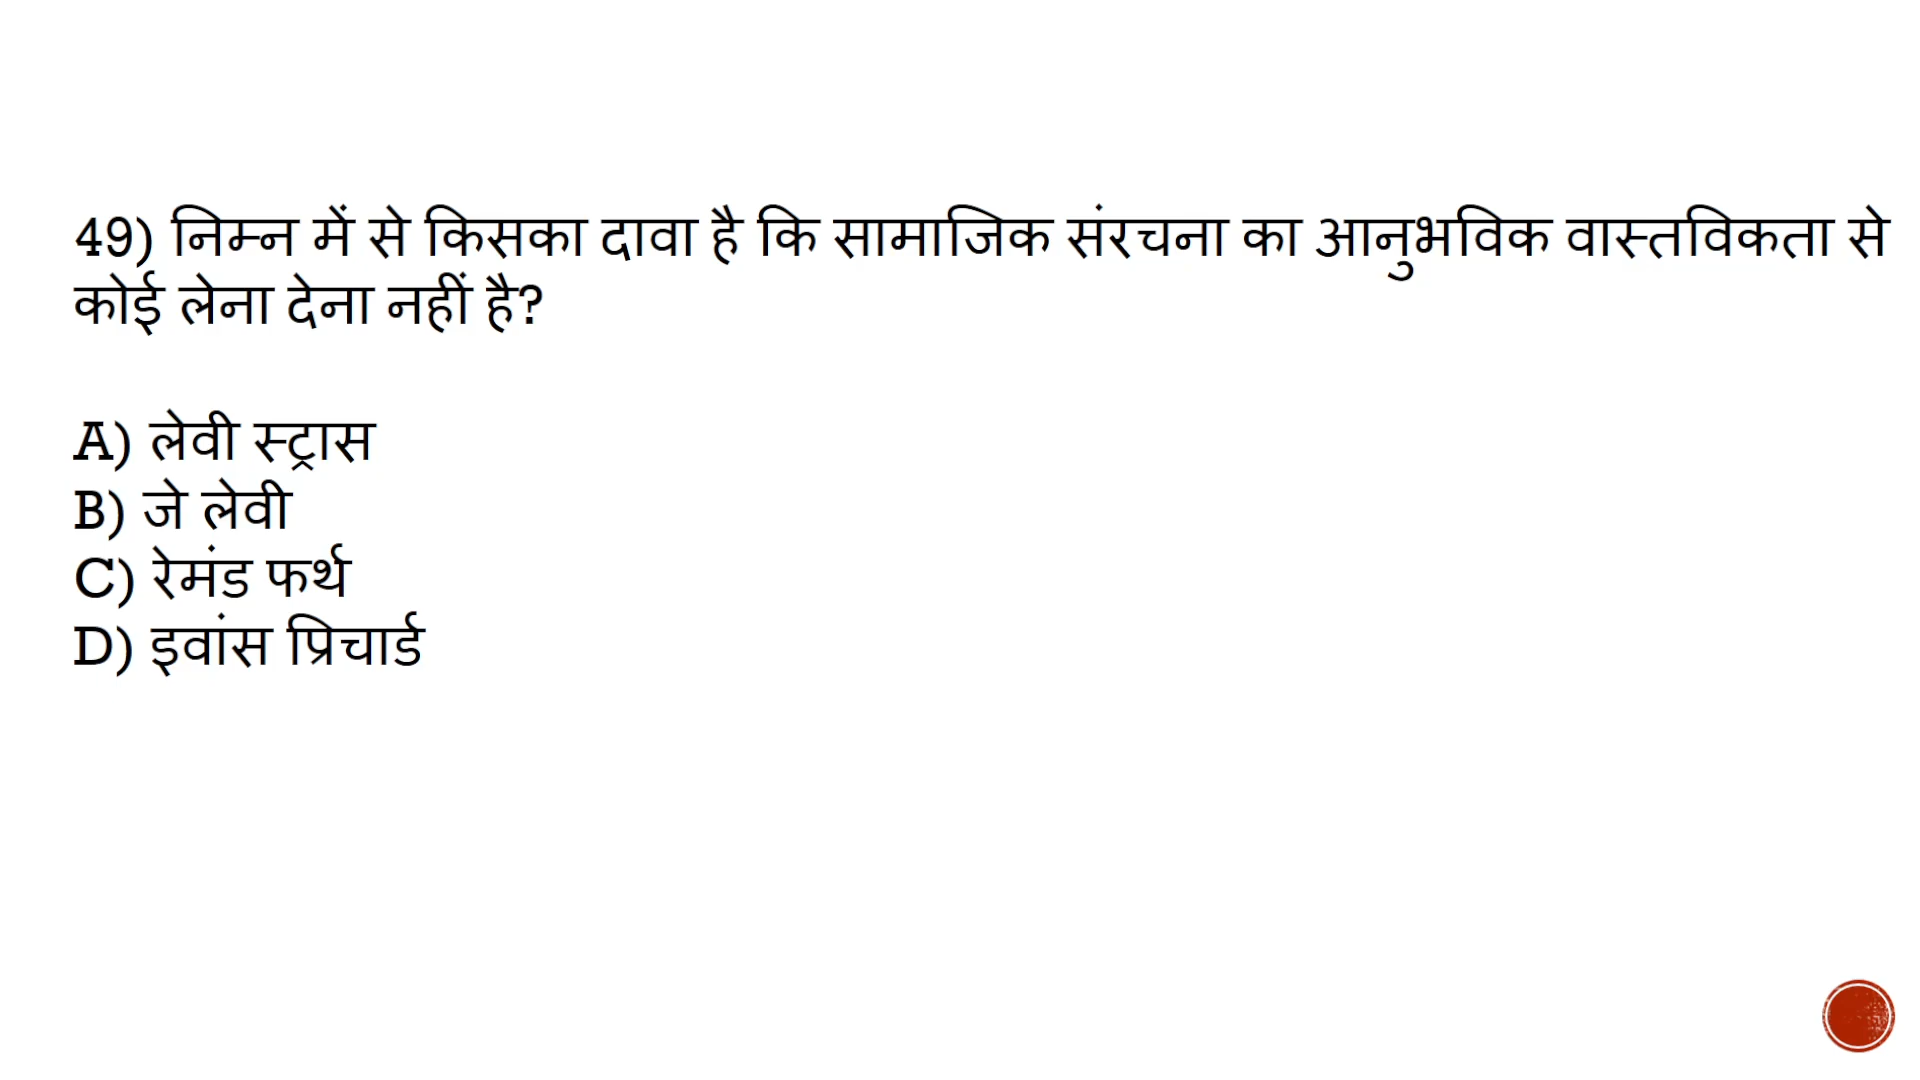 49) निम्न में से किसका दावा है कि सामाजिक संरचना का आनुभविक वास्तविकता से
कोई लेना देना नहीं है?
A) लेवी स्ट्रास
B) जे लेवी
C) रेमंड फर्थ
D) इवांस प्रिचार्ड